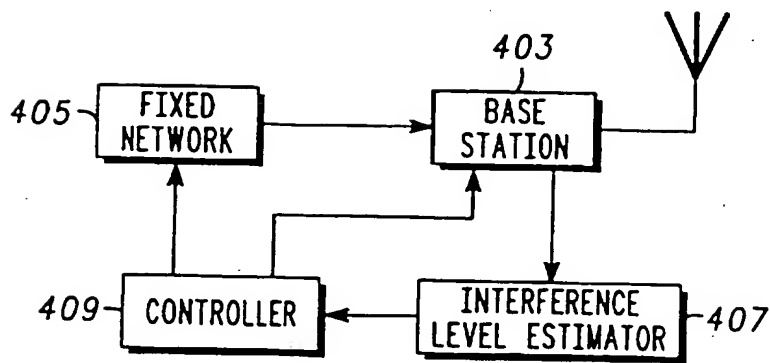 403
405
FIXED
NETWORK
BASE
STATION
409
CONTROLLER
INTERFERENCE
LEVEL ESTIMATOR
407